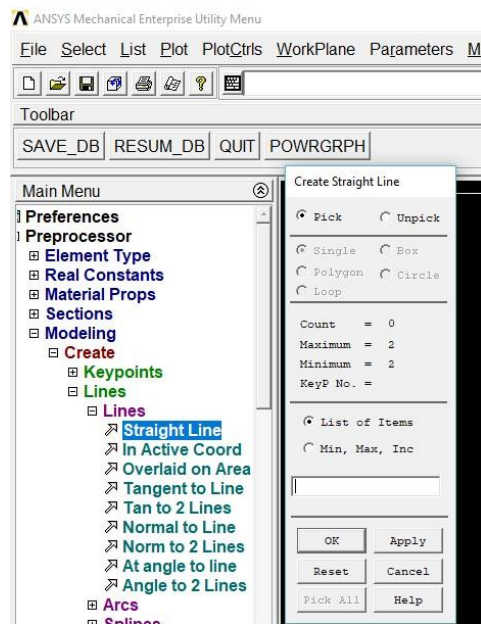 ANSYS Mechanical Enterprise Utility Menu
File Select List Plot PlotCtrls WorkPlane Parameters M
Toolbar
SAVE_DB RESUM_DB QUIT POWRGRPH
Main Menu
Preferences
Preprocessor
Element Type
Real Constants
Material Props
Sections
Modeling
Create
Keypoints
Lines
Lines
Straight Line
In Active Coord
Overlaid on Area
Tangent to Line
Tan to 2 Lines
Normal to Line
Norm to 2 Lines
At angle to line
Angle to 2 Lines
Arcs
Splines
Create Straight Line
Pick Unpick
Single Box
Polygon Circle
Loop
Count = 0
Maximum = 2
Minimum = 2
KeyP No. =
List of Items
Min, Max, Inc
OK Apply
Reset Cancel
Pick All Help